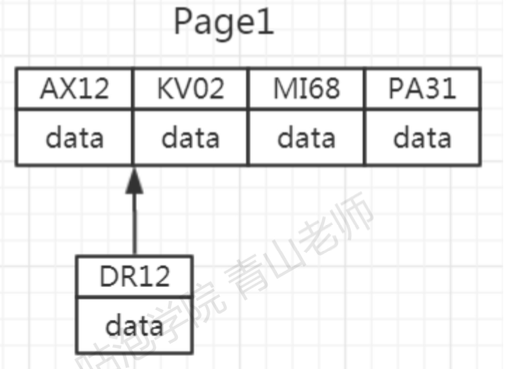 Page1
AX12 KV02 MI68 PA31
data data data data
DR12
data
咕泡学院 青山老师